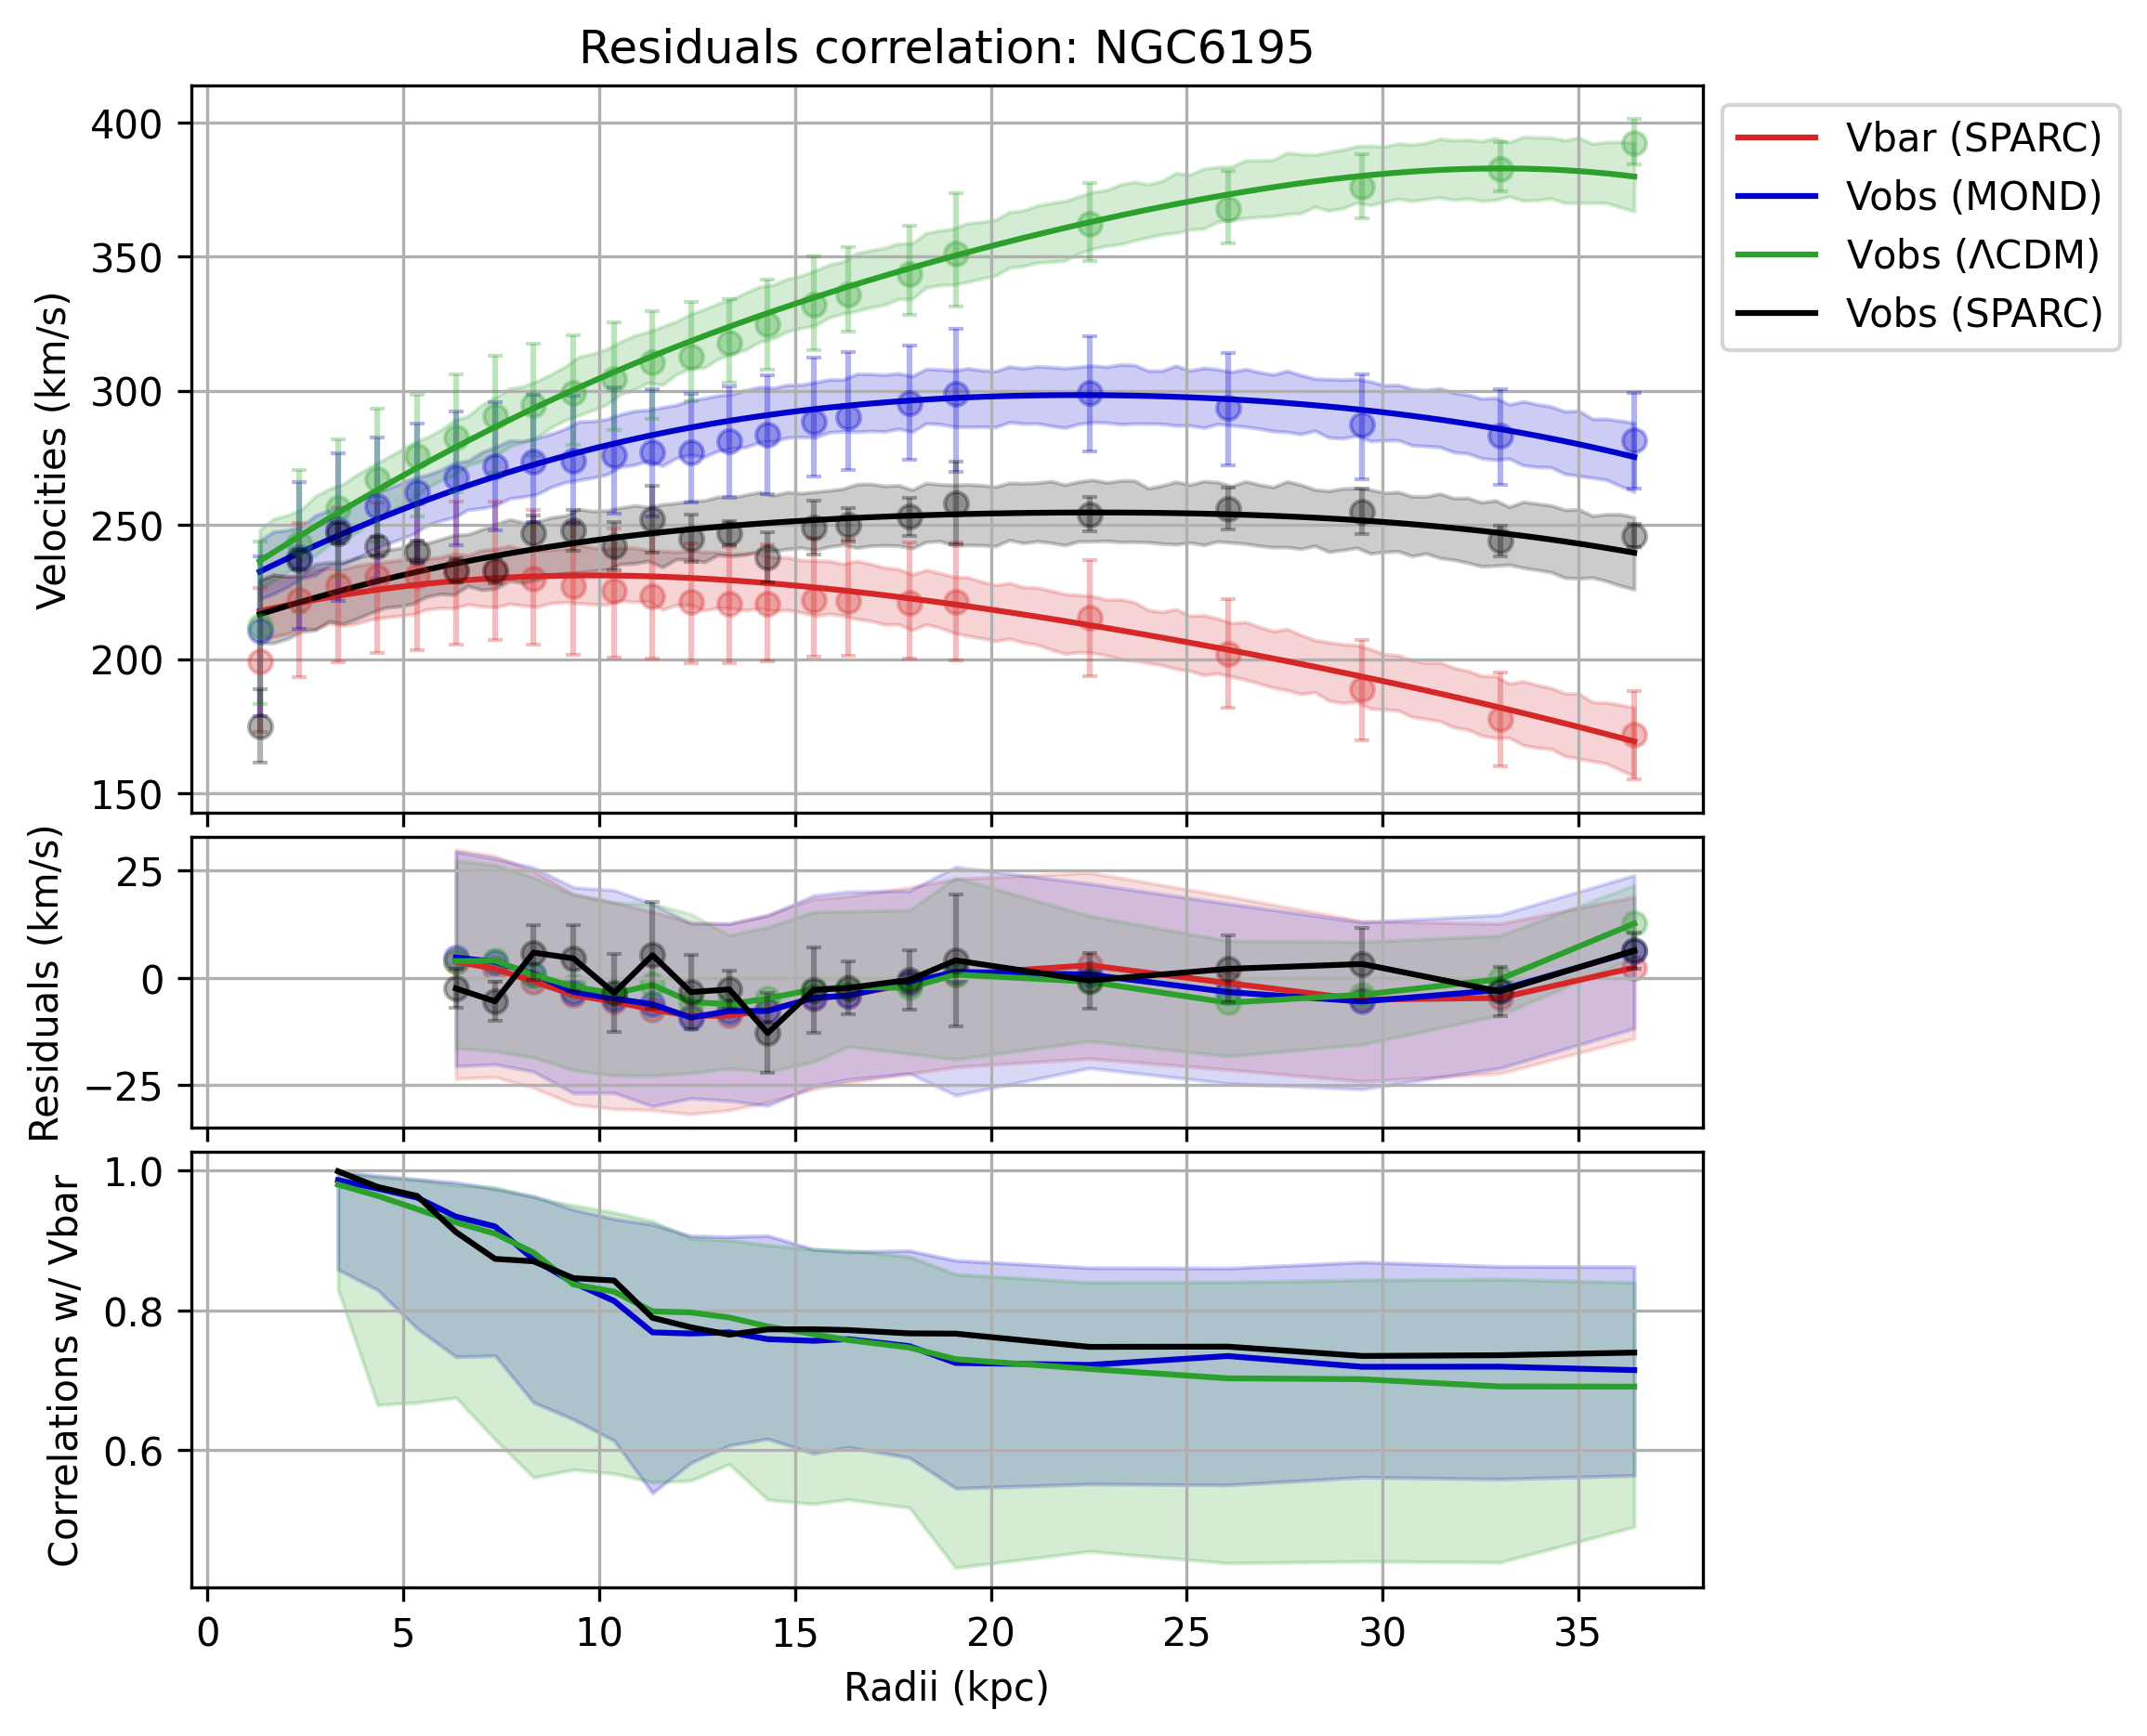 Residuals correlation: NGC6195
Velocities (km/s)
400
350
300
250
200
150
Vbar (SPARC)
Vobs (MOND)
Vobs (ΛCDM)
Vobs (SPARC)
Residuals (km/s)
25
0
−25
Correlations w/ Vbar
1.0
0.8
0.6
0 5 10 15 20 25 30 35
Radii (kpc)